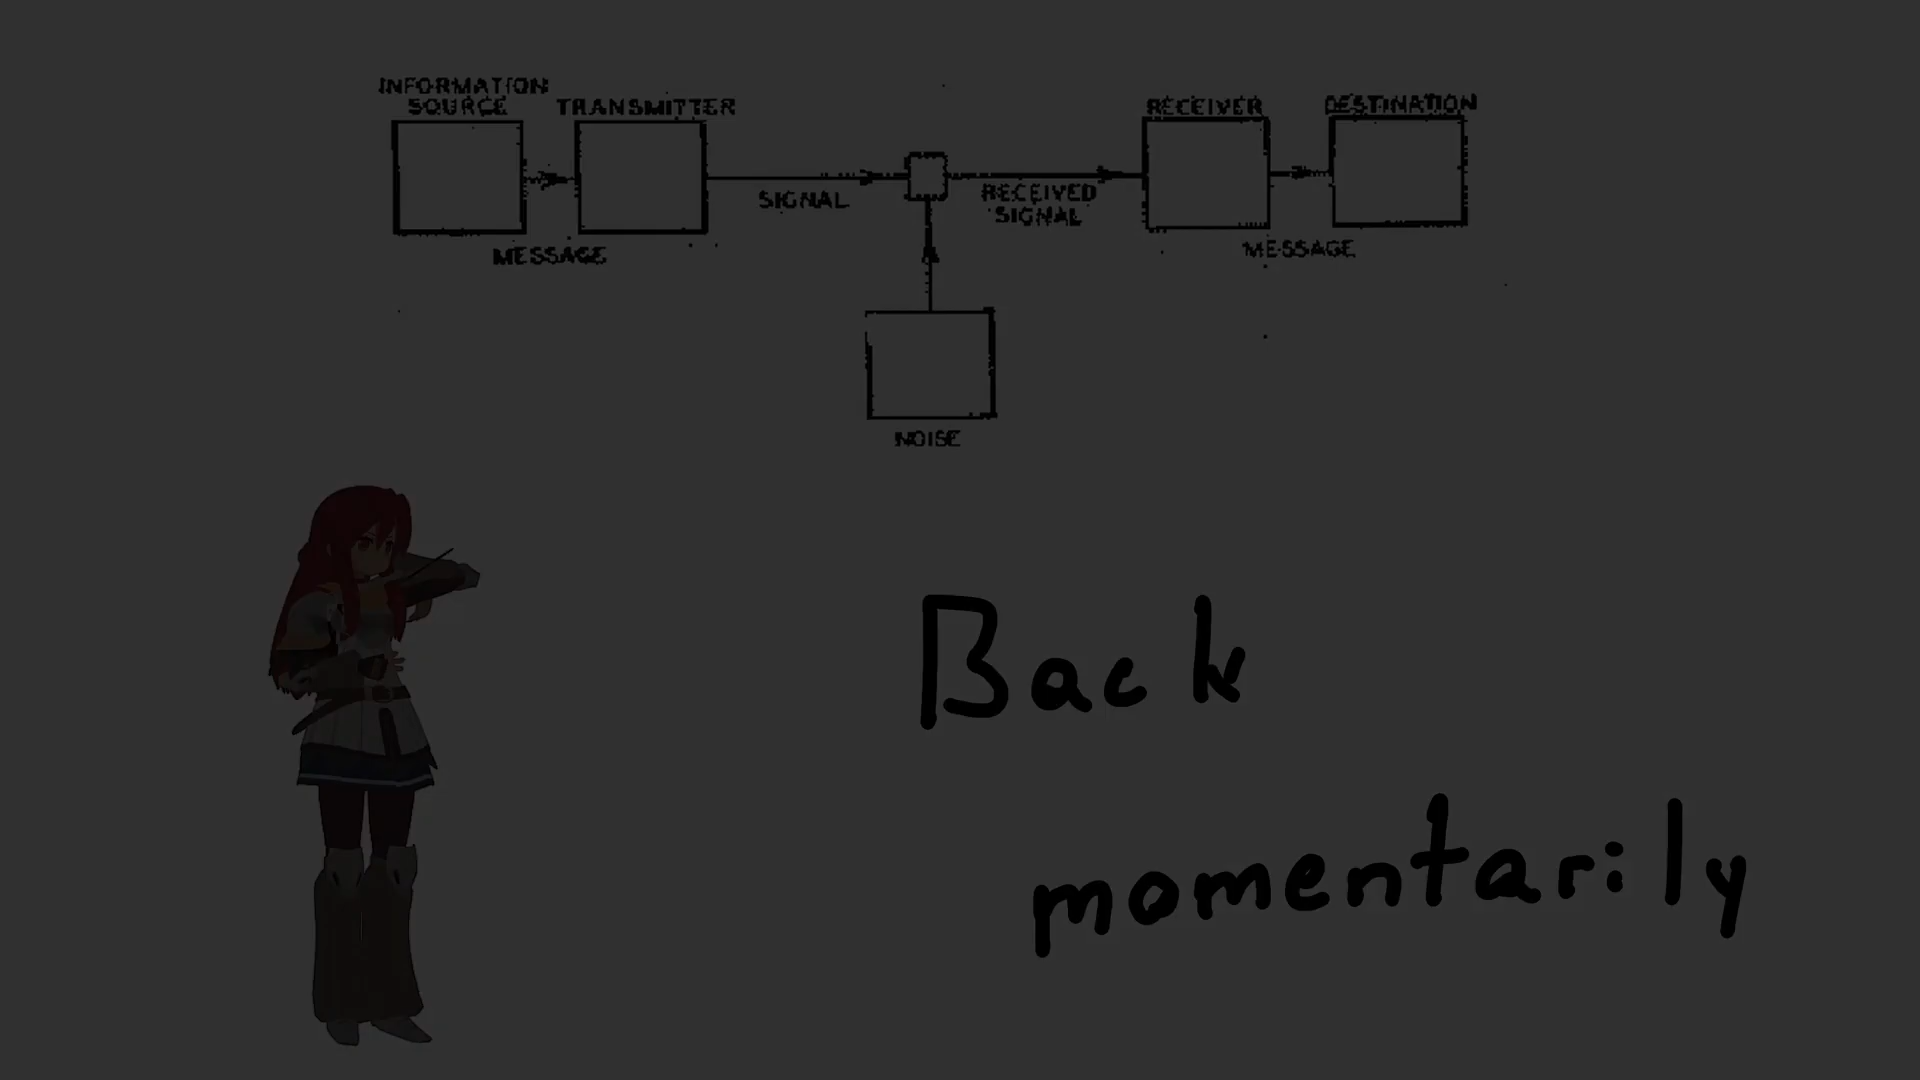 INFORMATION
SOURCE
TRANSMITTER
RECEIVER
DESTINATION
SIGNAL
RECEIVED
SIGNAL
MESSAGE
MESSAGE
NOISE
Back
momentarily